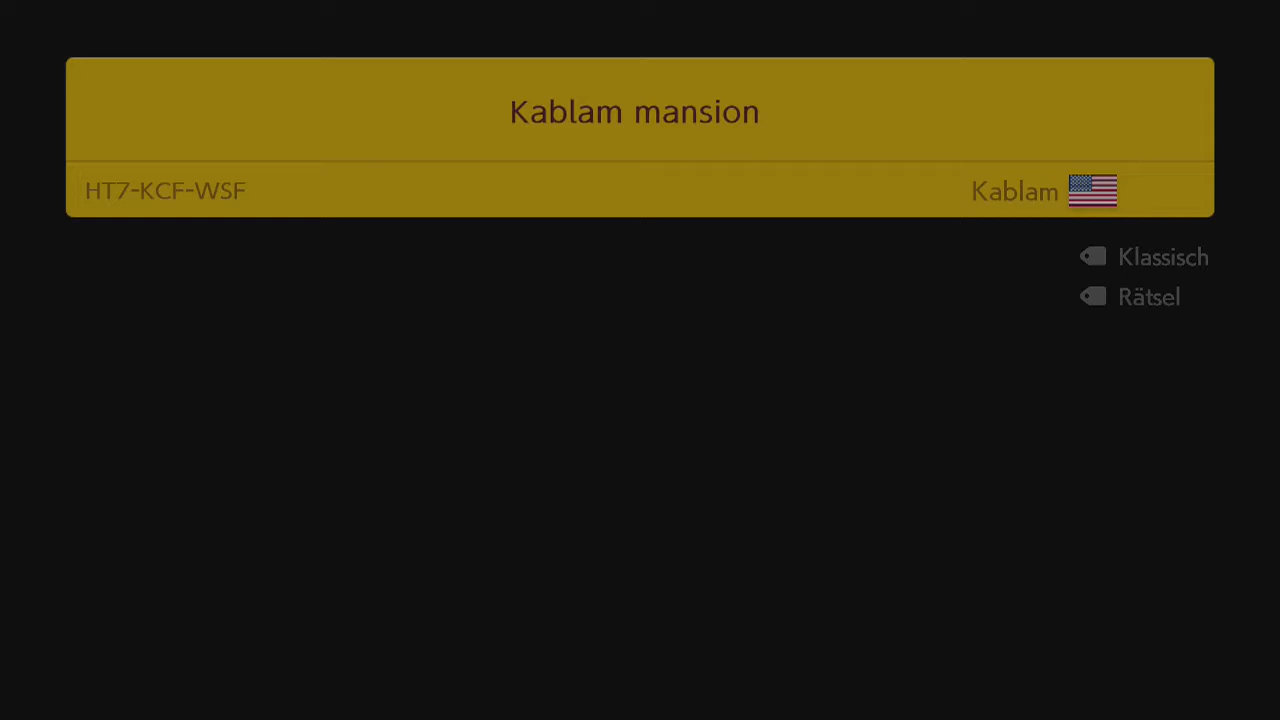 Kablam mansion
HT7-KCF-WSF
Kablam
Klassisch
Rätsel